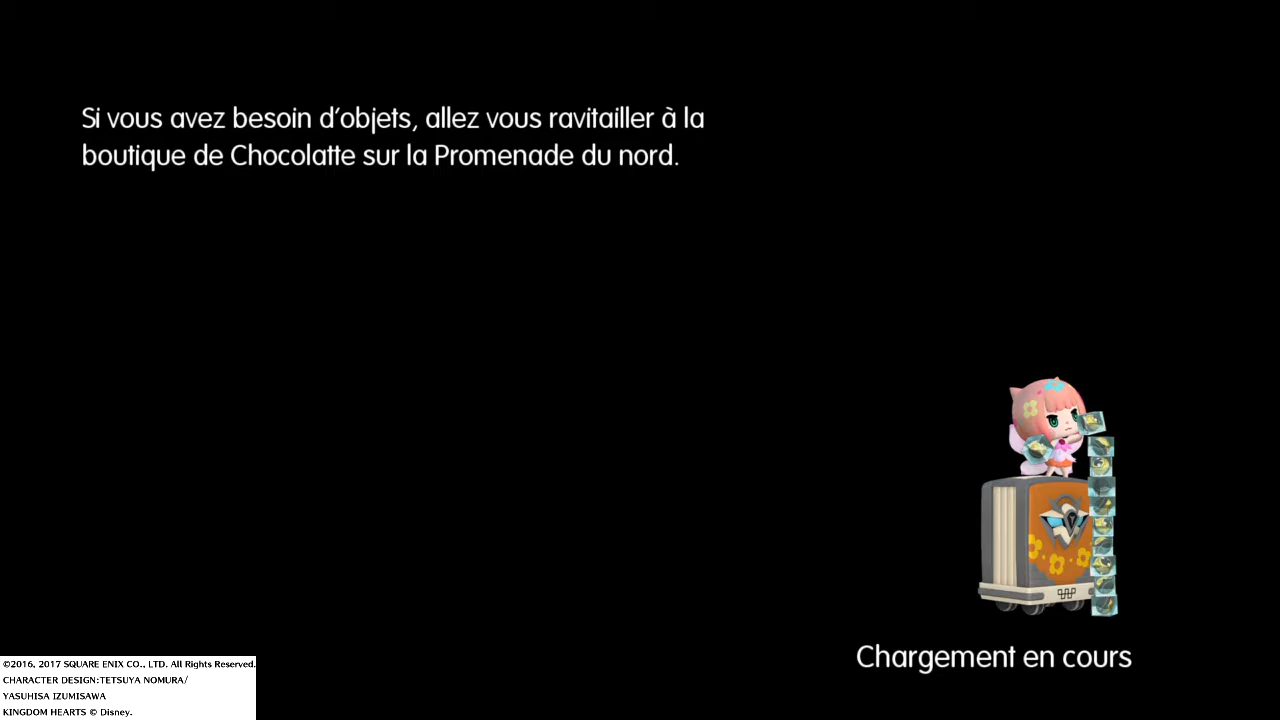 Si vous avez besoin d'objets, allez vous ravitailler à la
boutique de Chocolatte sur la Promenade du nord.
Chargement en cours
©2016, 2017 SQUARE ENIX CO., LTD. All Rights Reserved.
CHARACTER DESIGN:TETSUYA NOMURA/
YASUHISA IZUMISAWA
KINGDOM HEARTS © Disney.